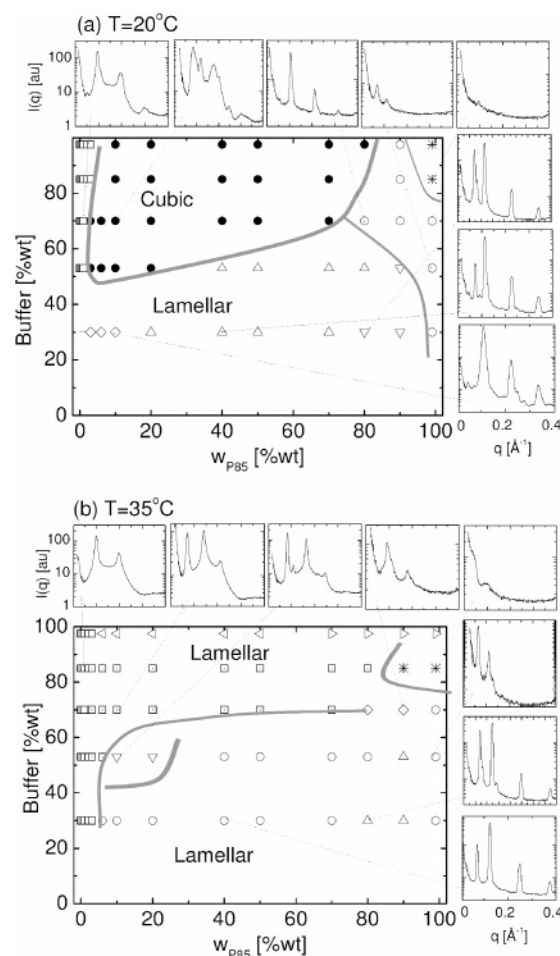 (a) T=20°C
I(q) [au]
100
10
1
Cubic
Lamellar
Buffer [%wt]
80
60
40
20
0
0 20 40 60 80 100
w_P85 [%wt]
0 0.2 0.4
q [Å⁻¹]
(b) T=35°C
I(q) [au]
100
10
1
Lamellar
Lamellar
Buffer [%wt]
100
80
60
40
20
0
0 20 40 60 80 100
w_P85 [%wt]
0 0.2 0.4
q [Å⁻¹]